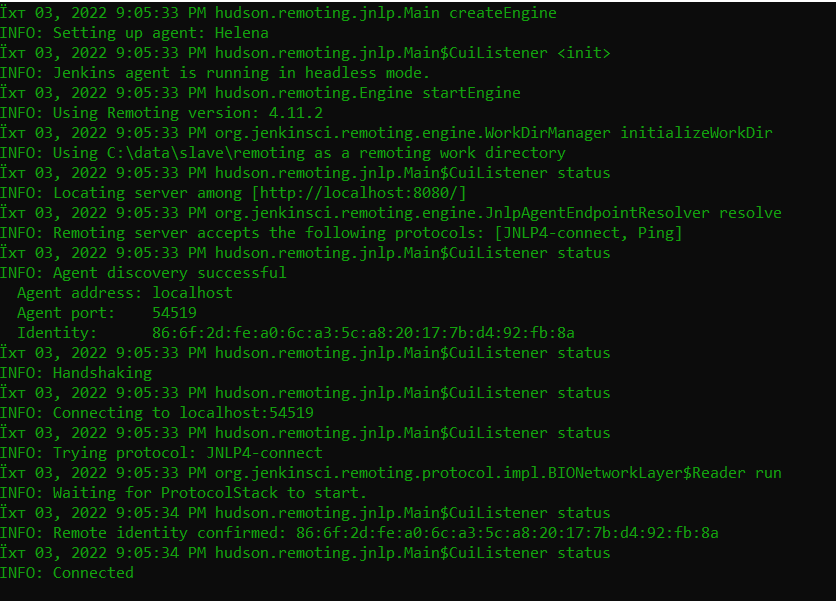 Їхт 03, 2022 9:05:33 PM hudson.remoting.jnlp.Main createEngine
INFO: Setting up agent: Helena
Їхт 03, 2022 9:05:33 PM hudson.remoting.jnlp.Main$CuiListener <init>
INFO: Jenkins agent is running in headless mode.
Їхт 03, 2022 9:05:33 PM hudson.remoting.Engine startEngine
INFO: Using Remoting version: 4.11.2
Їхт 03, 2022 9:05:33 PM org.jenkinsci.remoting.engine.WorkDirManager initializeWorkDir
INFO: Using C:\data\slave\remoting as a remoting work directory
Їхт 03, 2022 9:05:33 PM hudson.remoting.jnlp.Main$CuiListener status
INFO: Locating server among [http://localhost:8080/]
Їхт 03, 2022 9:05:33 PM org.jenkinsci.remoting.engine.JnlpAgentEndpointResolver resolve
INFO: Remoting server accepts the following protocols: [JNLP4-connect, Ping]
Їхт 03, 2022 9:05:33 PM hudson.remoting.jnlp.Main$CuiListener status
INFO: Agent discovery successful
  Agent address: localhost
  Agent port:    54519
  Identity:      86:6f:2d:fe:a0:6c:a3:5c:a8:20:17:7b:d4:92:fb:8a
Їхт 03, 2022 9:05:33 PM hudson.remoting.jnlp.Main$CuiListener status
INFO: Handshaking
Їхт 03, 2022 9:05:33 PM hudson.remoting.jnlp.Main$CuiListener status
INFO: Connecting to localhost:54519
Їхт 03, 2022 9:05:33 PM hudson.remoting.jnlp.Main$CuiListener status
INFO: Trying protocol: JNLP4-connect
Їхт 03, 2022 9:05:33 PM org.jenkinsci.remoting.protocol.impl.BIONetworkLayer$Reader run
INFO: Waiting for ProtocolStack to start.
Їхт 03, 2022 9:05:34 PM hudson.remoting.jnlp.Main$CuiListener status
INFO: Remote identity confirmed: 86:6f:2d:fe:a0:6c:a3:5c:a8:20:17:7b:d4:92:fb:8a
Їхт 03, 2022 9:05:34 PM hudson.remoting.jnlp.Main$CuiListener status
INFO: Connected